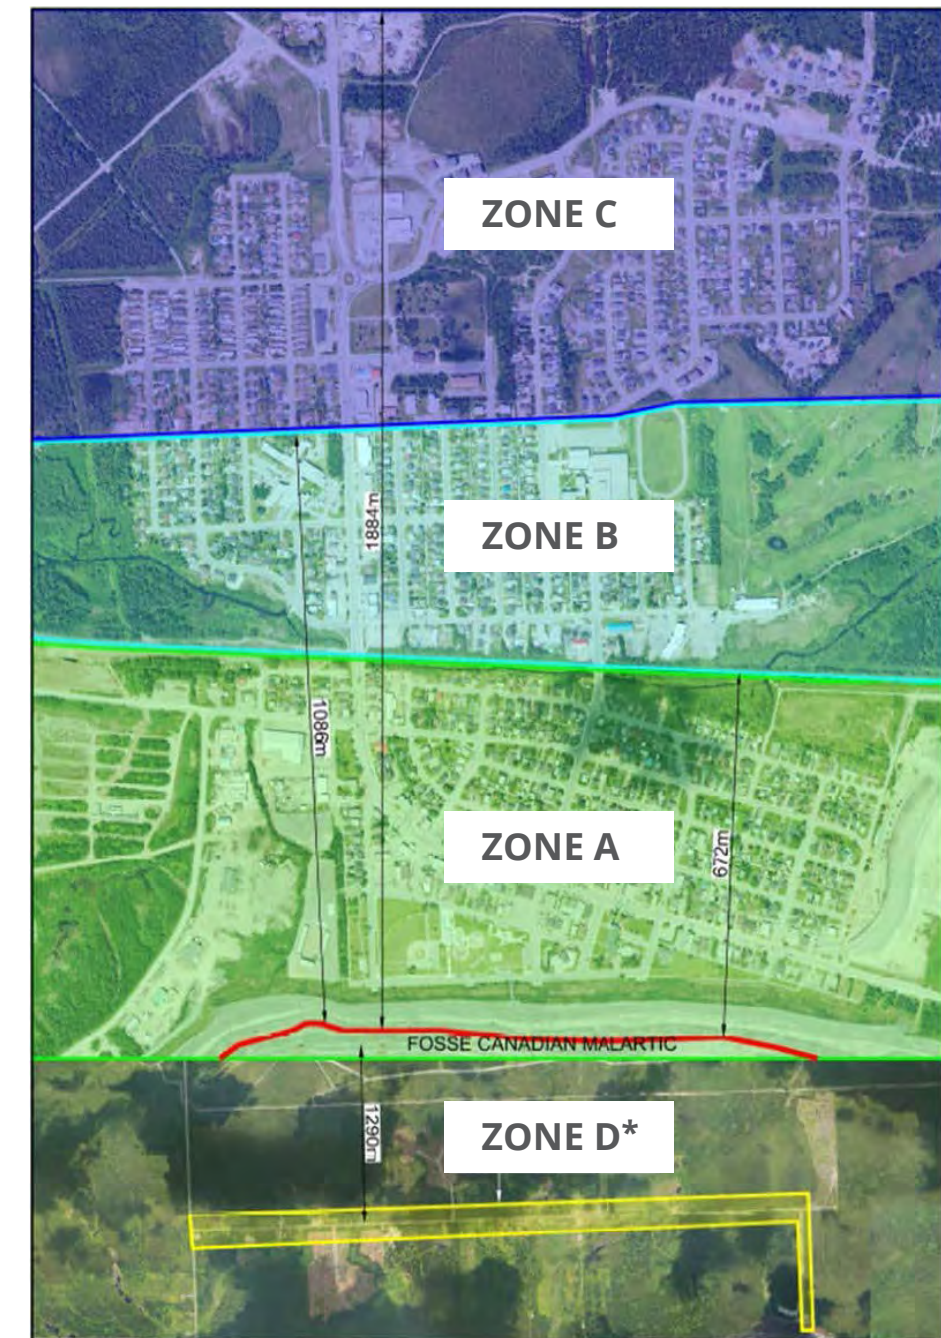 ZONE C
1884m
ZONE B
1086m
ZONE A
672m
FOSSE CANADIAN MALARTIC
ZONE D*
1290m